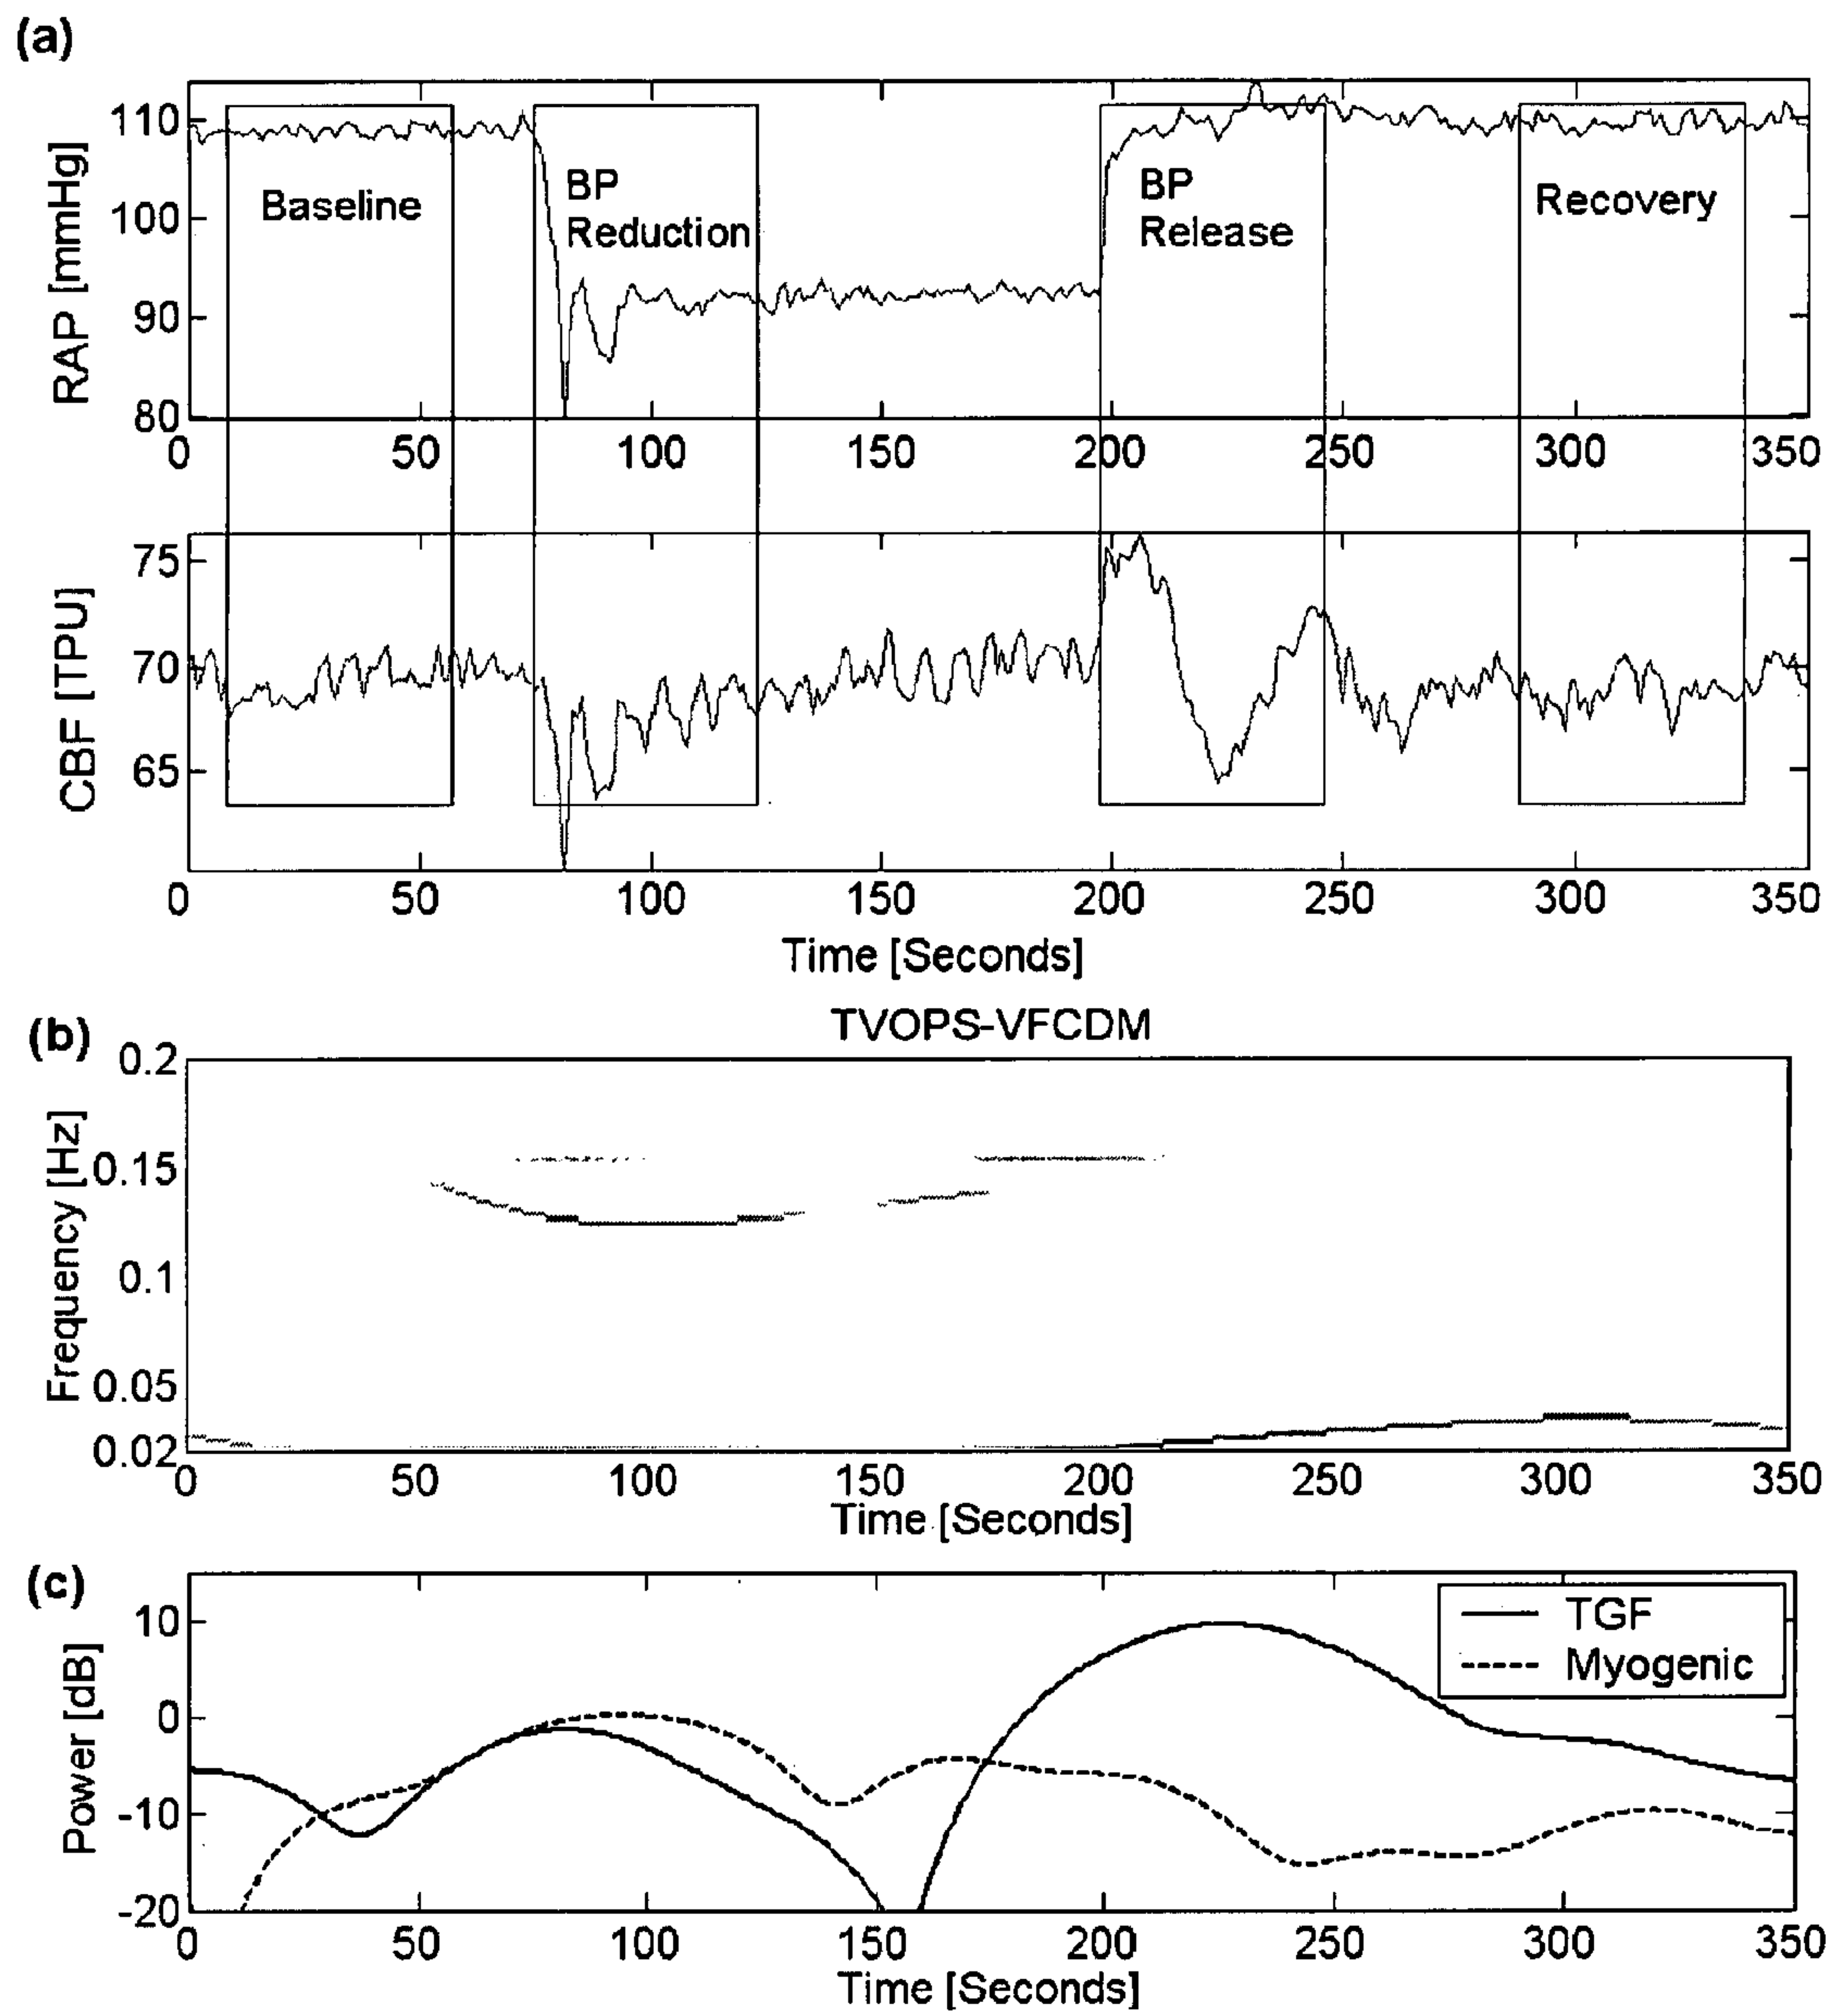 (a)
110
100
90
80
RAP [mmHg]
Baseline
BP
Reduction
BP
Release
Recovery
0 50 100 150 200 250 300 350
75
70
65
CBF [TPU]
0 50 100 150 200 250 300 350
Time [Seconds]
(b)
TVOPS-VFCDM
0.2
0.15
0.1
0.05
0.02
Frequency [Hz]
0 50 100 150 200 250 300 350
Time [Seconds]
(c)
10
0
-10
-20
Power [dB]
TGF
Myogenic
0 50 100 150 200 250 300 350
Time [Seconds]